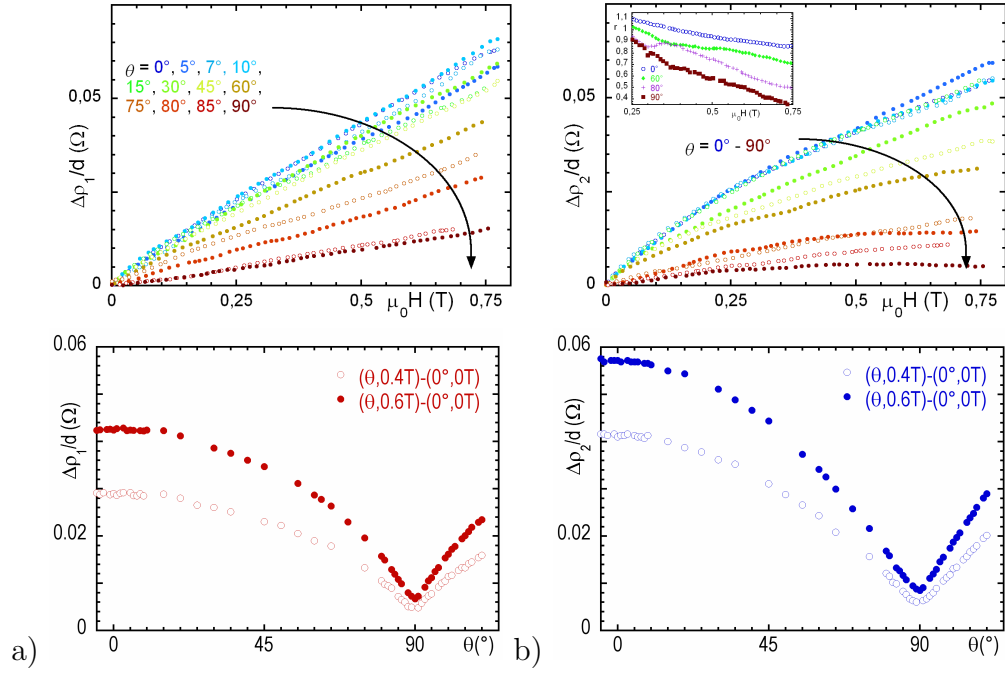 Δρ1/d (Ω)
0,05
0
θ = 0°, 5°, 7°, 10°,
15°, 30°, 45°, 60°,
75°, 80°, 85°, 90°
0 0,25 0,5 0,75
μ0H (T)
Δρ2/d (Ω)
0,05
0
r
1,1
1
0,9
0,8
0,7
0,6
0,5
0,4
0°
60°
80°
90°
0,25 0,5 0,75
μ0H (T)
θ = 0° - 90°
0 0,25 0,5 0,75
μ0H (T)
Δρ1/d (Ω)
0.06
0.02
0
(θ,0.4T)-(0°,0T)
(θ,0.6T)-(0°,0T)
0 45 90 θ(°)
a)
Δρ2/d (Ω)
0.06
0.02
0
(θ,0.4T)-(0°,0T)
(θ,0.6T)-(0°,0T)
0 45 90 θ(°)
b)